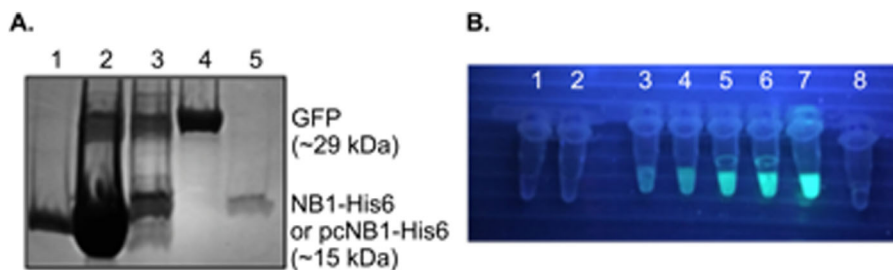 A.
1 2 3 4 5
GFP
(~29 kDa)
NB1-His6
or pcNB1-His6
(~15 kDa)
B.
1 2 3 4 5 6 7 8